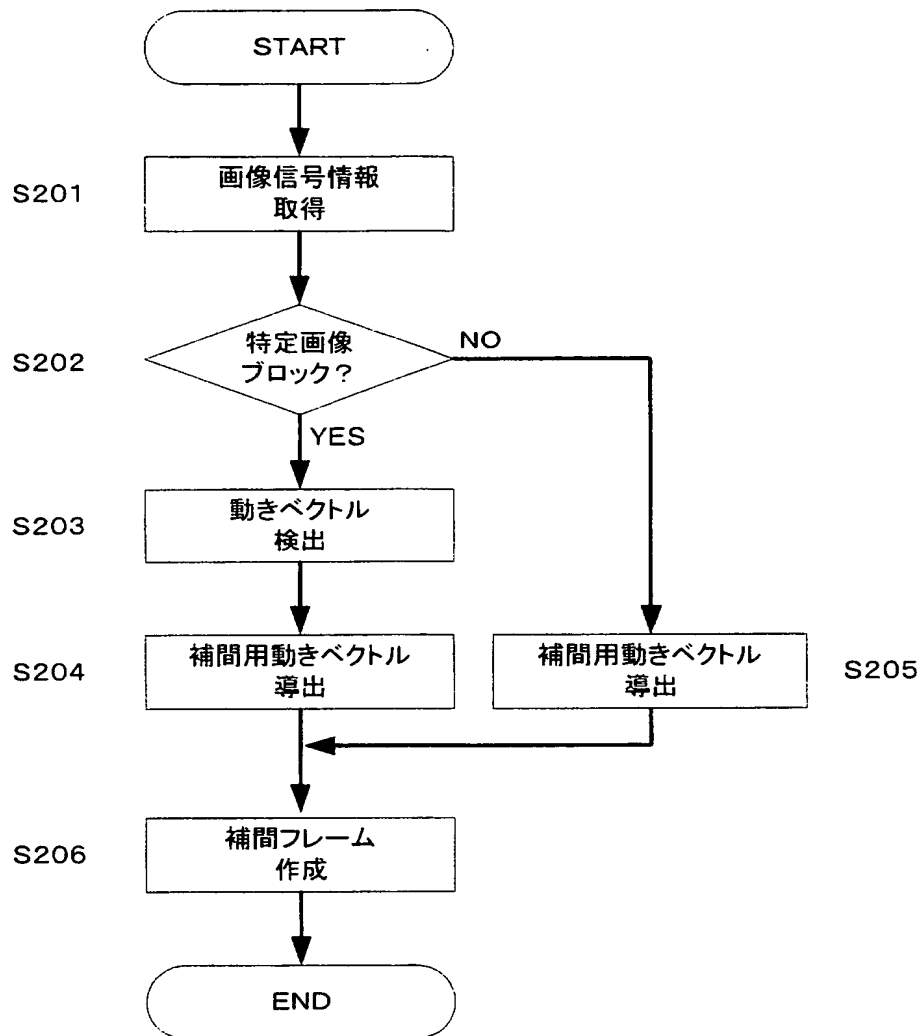 START
S201
画像信号情報
取得
S202
特定画像
ブロック？
NO
YES
S203
動きベクトル
検出
S204
補間用動きベクトル
導出
補間用動きベクトル
導出
S205
S206
補間フレーム
作成
END